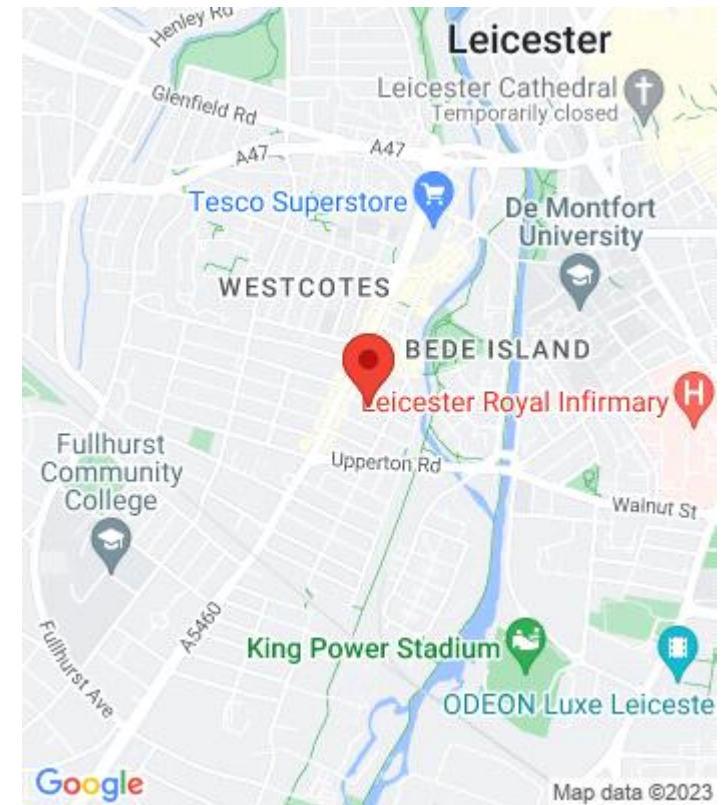 Henley Rd
Leicester
Leicester Cathedral
Temporarily closed
Glenfield Rd
A47
A47
Tesco Superstore
De Montfort
University
WESTCOTES
BEDE ISLAND
Leicester Royal Infirmary
H
Fullhurst
Community
College
Upperton Rd
Walnut St
A5460
Fullhurst Ave
King Power Stadium
ODEON Luxe Leiceste
Google
Map data ©2023